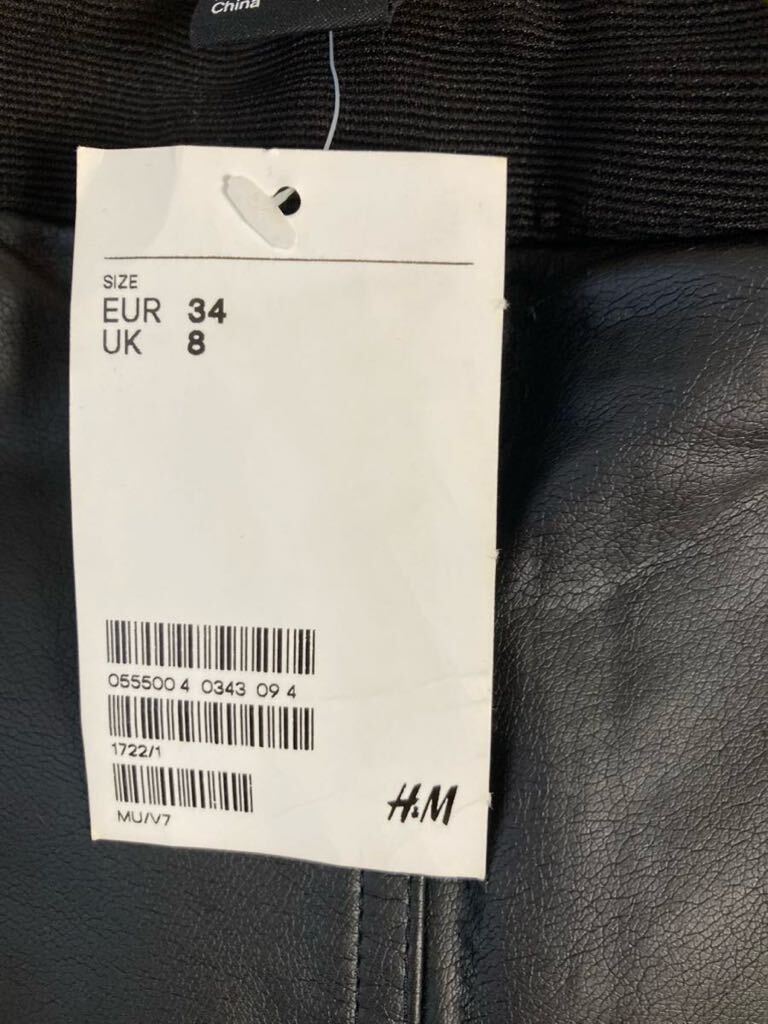 China
SIZE
EUR 34
UK 8
055500 4 0343 09 4
1722/1
MU/V7
H&M